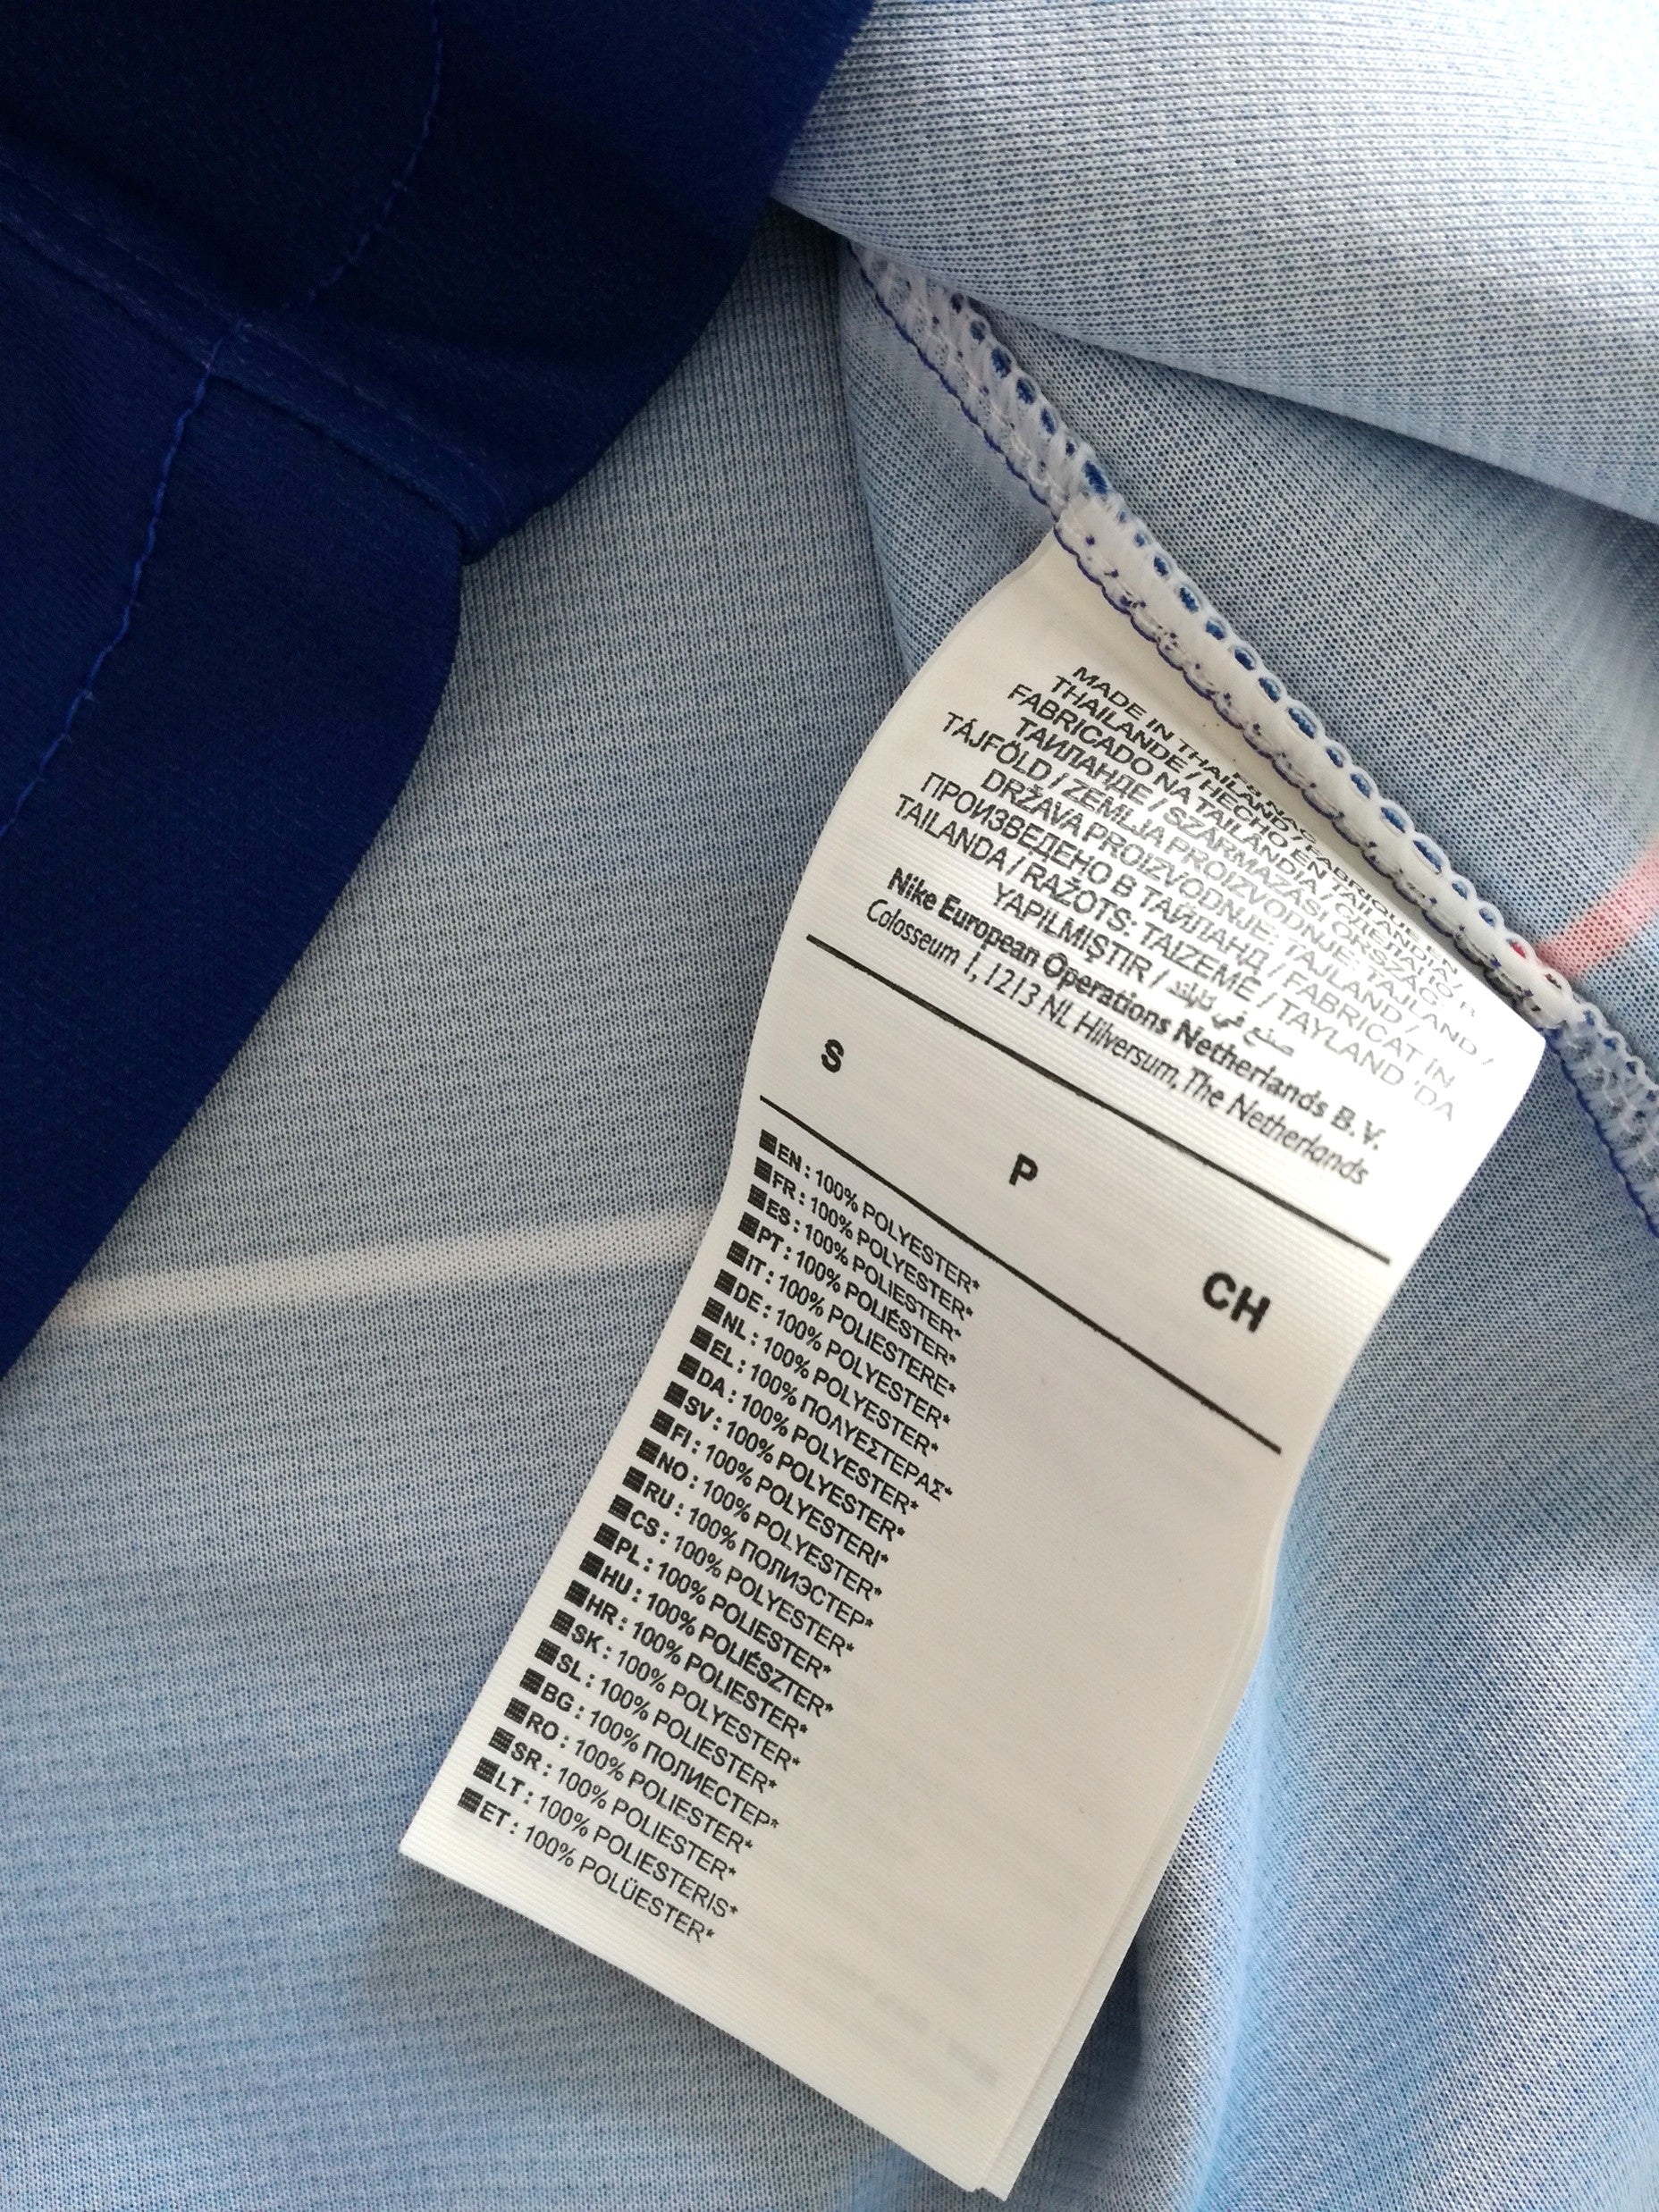 MADE IN THAILAND / FABRIQUÉ EN
THAILANDE / HECHO EN TAILANDIA /
FABRICADO NA TAILÂNDIA /
ТАИЛАНДЕ / SZÁRMAZÁSI ORSZÁG:
TÁJFÖLD / ZEMLJA PROIZVODNJE: TAJLAND /
DRŽAVA PROIZVODNJE: TAJLAND /
ПРОИЗВЕДЕНО В ТАЙЛАНД / FABRICAT IN
TAILANDA / RAŽOTS: TAIZEME / TAYLAND 'DA
YAPILMIŞTIR / صنع في تايلند
Nike European Operations Netherlands B.V.
Colosseum 1, 1213 NL Hilversum, The Netherlands
S P CH
EN : 100% POLYESTER*
FR : 100% POLYESTER*
ES : 100% POLIESTER*
PT : 100% POLIÉSTER*
IT : 100% POLIESTERE*
DE : 100% POLYESTER*
NL : 100% POLYESTER*
EL : 100% ΠΟΛΥΕΣΤΕΡΑΣ*
DA : 100% POLYESTER*
SV : 100% POLYESTER*
FI : 100% POLYESTERI*
NO : 100% POLYESTER*
RU : 100% ПОЛИЭСТЕР*
CS : 100% POLYESTER*
PL : 100% POLIESTER*
HU : 100% POLIÉSZTER*
HR : 100% POLIESTER*
SK : 100% POLYESTER*
SL : 100% POLIESTER*
BG : 100% ПОЛИЕСТЕР*
RO : 100% POLIESTER*
SR : 100% POLIESTER*
LT : 100% POLIESTERIS*
ET : 100% POLÜESTER*